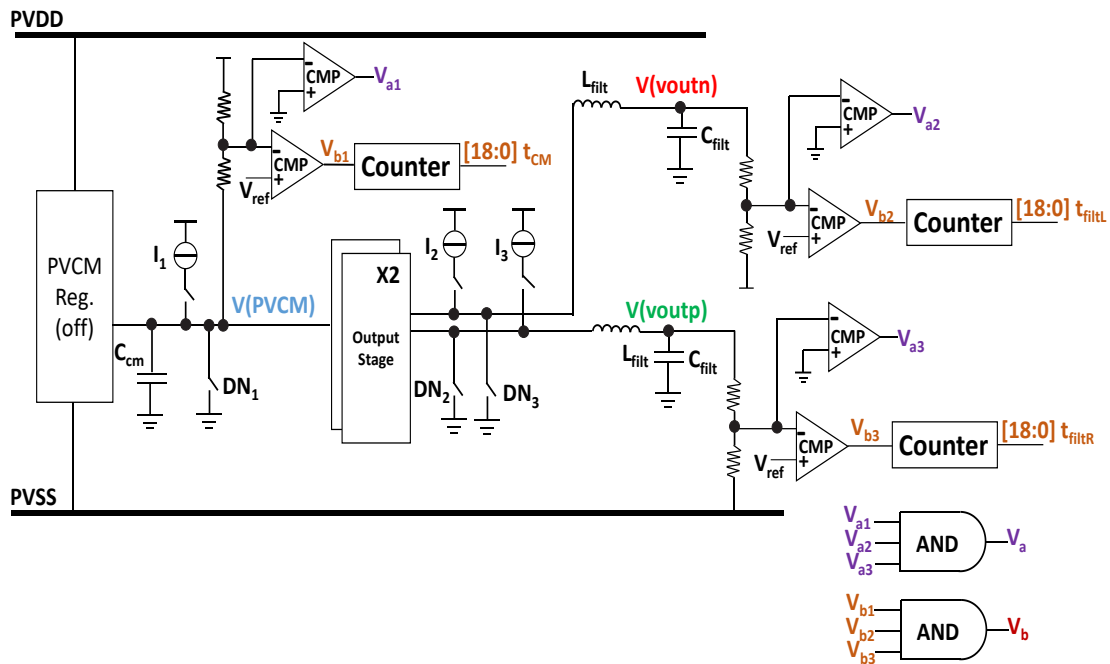 PVDD
CMP
V_a1
L_filt
V(voutn)
CMP
V_a2
C_filt
V_b1
CMP
Counter
[18:0] t_CM
V_ref
CMP
V_b2
Counter
[18:0] t_filtL
V_ref
I_1
I_2
I_3
X2
PVCM
Reg.
(off)
V(PVCM)
V(voutp)
CMP
V_a3
Output
Stage
L_filt
C_filt
C_cm
DN_1
DN_2
DN_3
V_b3
CMP
Counter
[18:0] t_filtR
V_ref
PVSS
V_a1
V_a2
V_a3
AND
V_a
V_b1
V_b2
V_b3
AND
V_b
- + - + - + - + - + - +